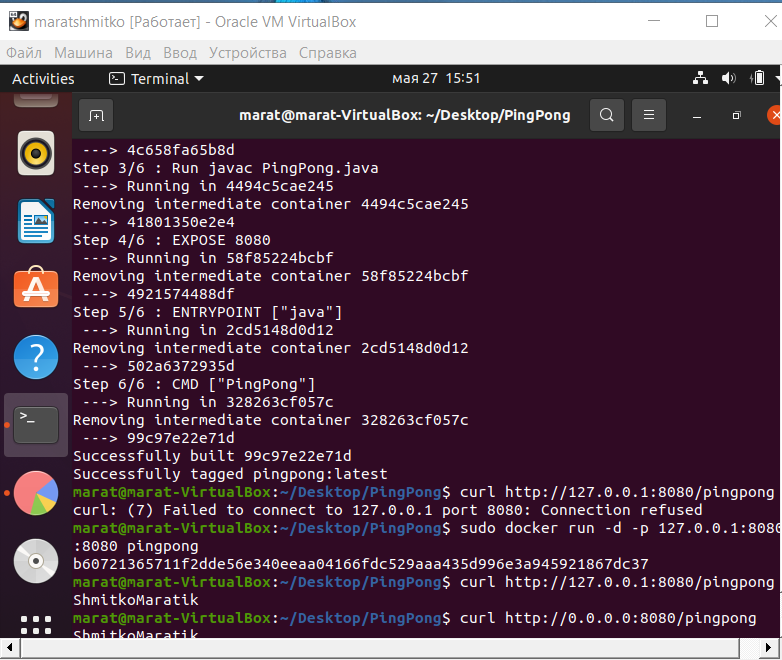 maratshmitko [Работает] - Oracle VM VirtualBox
Файл Машина Вид Ввод Устройства Справка
Activities Terminal мая 27 15:51
marat@marat-VirtualBox: ~/Desktop/PingPong
---> 4c658fa65b8d
Step 3/6 : Run javac PingPong.java
---> Running in 4494c5cae245
Removing intermediate container 4494c5cae245
---> 41801350e2e4
Step 4/6 : EXPOSE 8080
---> Running in 58f85224bcbf
Removing intermediate container 58f85224bcbf
---> 4921574488df
Step 5/6 : ENTRYPOINT ["java"]
---> Running in 2cd5148d0d12
Removing intermediate container 2cd5148d0d12
---> 502a6372935d
Step 6/6 : CMD ["PingPong"]
---> Running in 328263cf057c
Removing intermediate container 328263cf057c
---> 99c97e22e71d
Successfully built 99c97e22e71d
Successfully tagged pingpong:latest
marat@marat-VirtualBox:~/Desktop/PingPong$ curl http://127.0.0.1:8080/pingpong
curl: (7) Failed to connect to 127.0.0.1 port 8080: Connection refused
marat@marat-VirtualBox:~/Desktop/PingPong$ sudo docker run -d -p 127.0.0.1:8080
:8080 pingpong
b60721365711f2dde56e340eeaa04166fdc529aaa435d996e3a945921867dc37
marat@marat-VirtualBox:~/Desktop/PingPong$ curl http://127.0.0.1:8080/pingpong
ShmitkoMaratik
marat@marat-VirtualBox:~/Desktop/PingPong$ curl http://0.0.0.0:8080/pingpong
ShmitkoMaratik